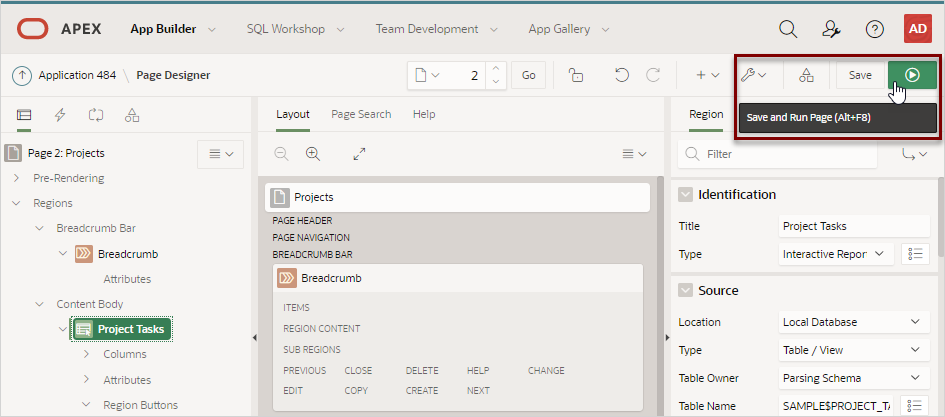 APEX App Builder SQL Workshop Team Development App Gallery AD
Application 484 \ Page Designer 2 Go Save
Save and Run Page (Alt+F8)
Layout Page Search Help
Region
Page 2: Projects
Pre-Rendering
Regions
Breadcrumb Bar
Breadcrumb
Attributes
Content Body
Project Tasks
Columns
Attributes
Region Buttons
Projects
PAGE HEADER
PAGE NAVIGATION
BREADCRUMB BAR
Breadcrumb
ITEMS
REGION CONTENT
SUB REGIONS
PREVIOUS CLOSE DELETE HELP CHANGE
EDIT COPY CREATE NEXT
Filter
Identification
Title Project Tasks
Type Interactive Repor
Source
Location Local Database
Type Table / View
Table Owner Parsing Schema
Table Name SAMPLE$PROJECT_TA